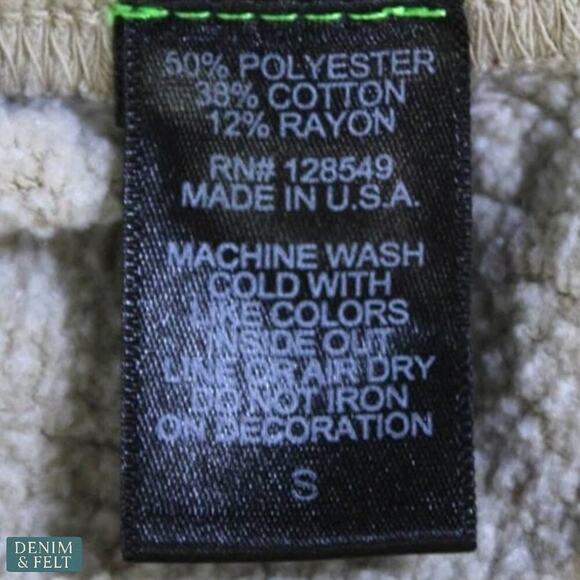 50% POLYESTER
38% COTTON
12% RAYON
RN# 128549
MADE IN U.S.A.
MACHINE WASH
COLD WITH
LIKE COLORS
INSIDE OUT
LINE OR AIR DRY
DO NOT IRON
ON DECORATION
S
DENIM
& FELT